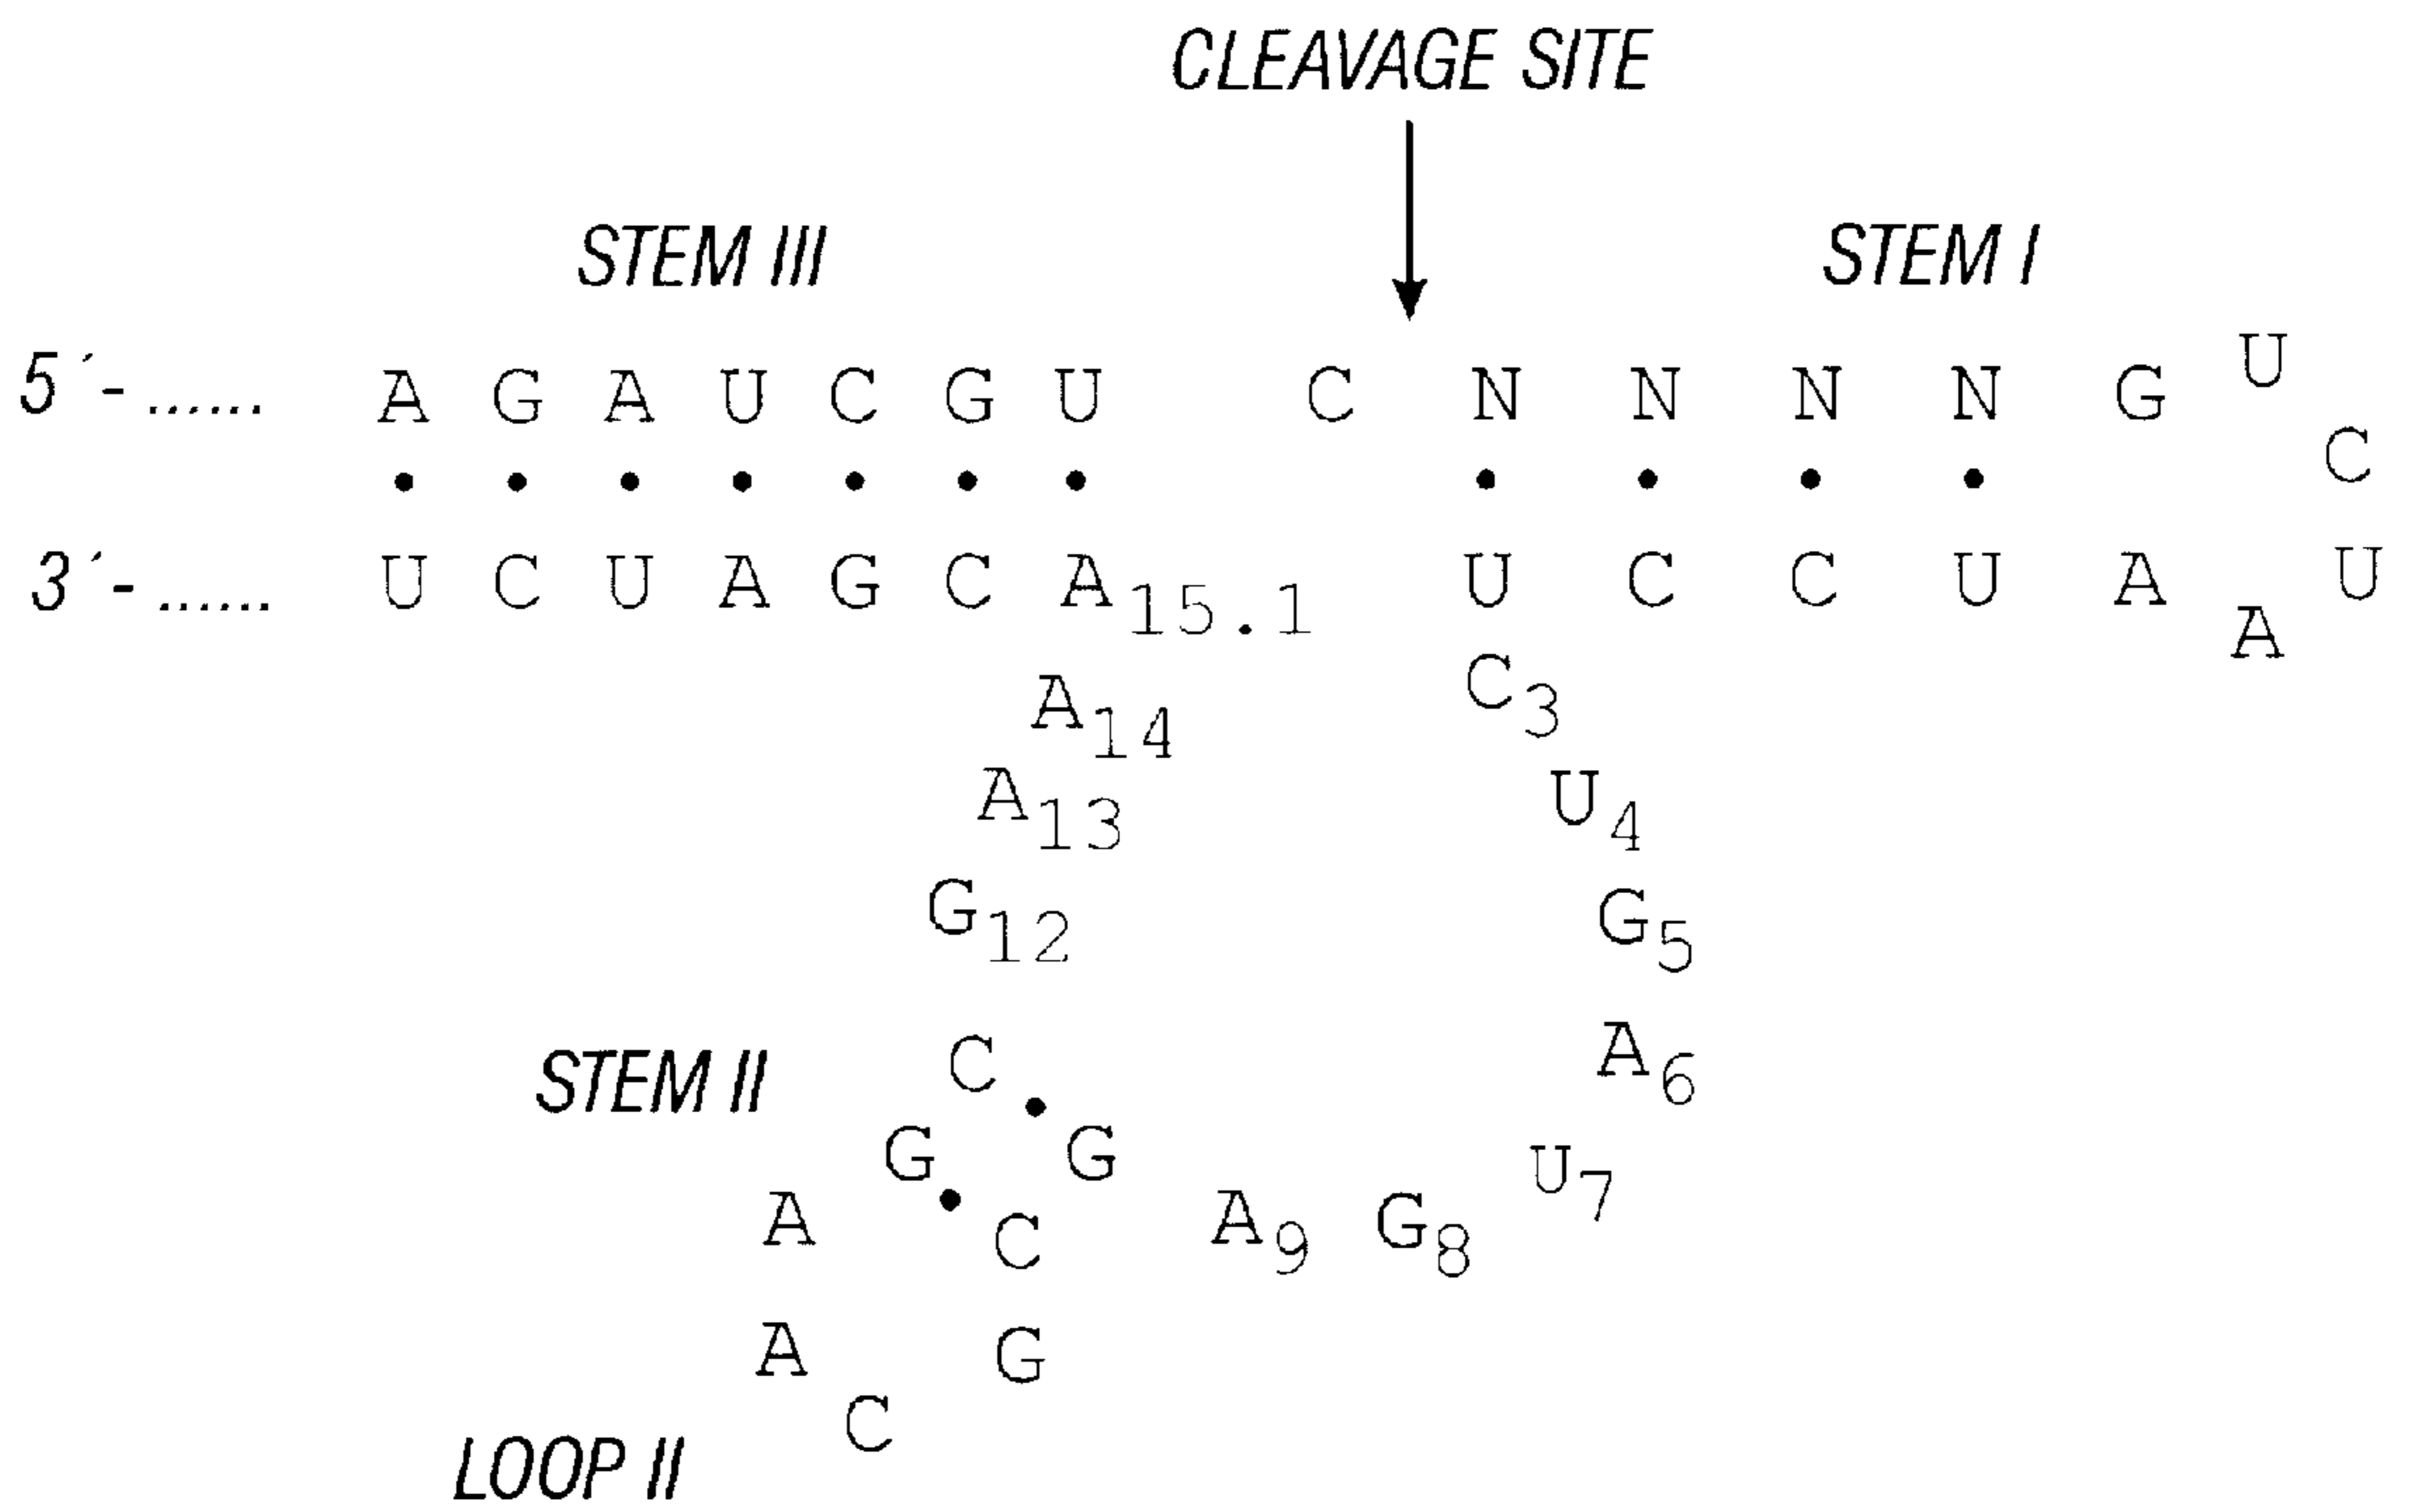 CLEAVAGE SITE
STEM III STEM I
5´- ...... A G A U C G U C N N N N G U
C
3´- ...... U C U A G C A15.1 U C C U A U
A
A14 C3
A13 U4
G12 G5
STEM II C A6
G G U7
A C A9 G8
A G
C
LOOP II